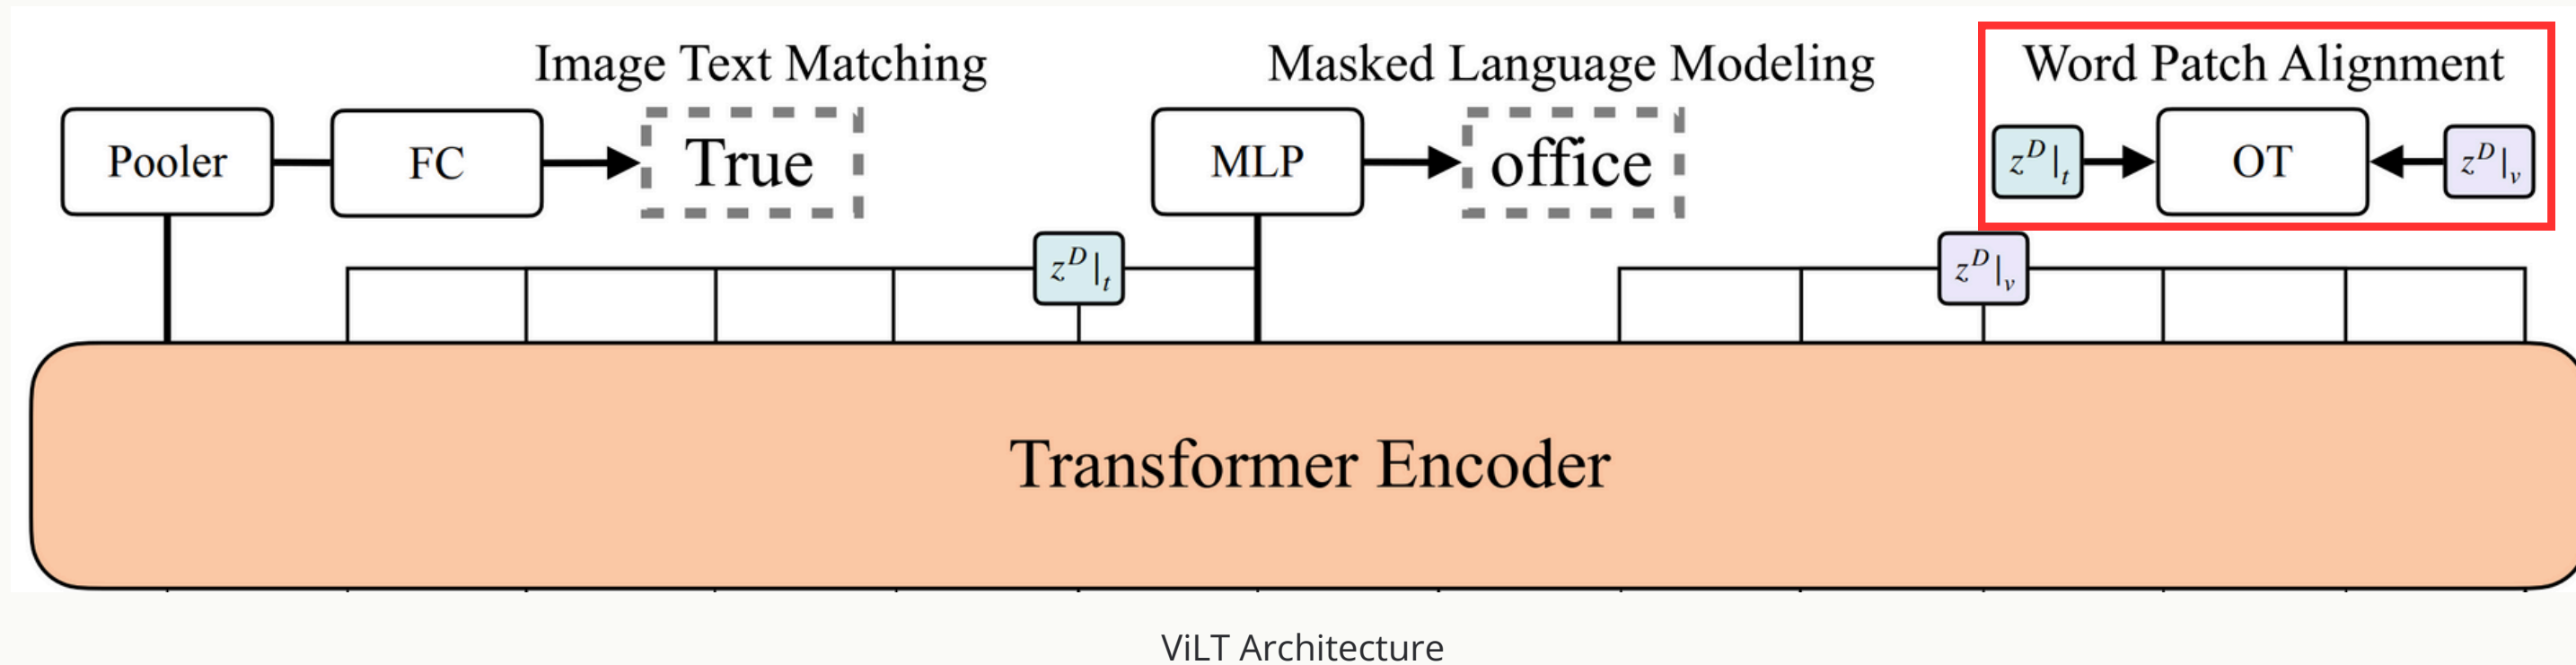 Image Text Matching
Masked Language Modeling
Word Patch Alignment
Pooler
FC
True
MLP
office
z^D|_t
OT
z^D|_v
z^D|_t
z^D|_v
Transformer Encoder
ViLT Architecture